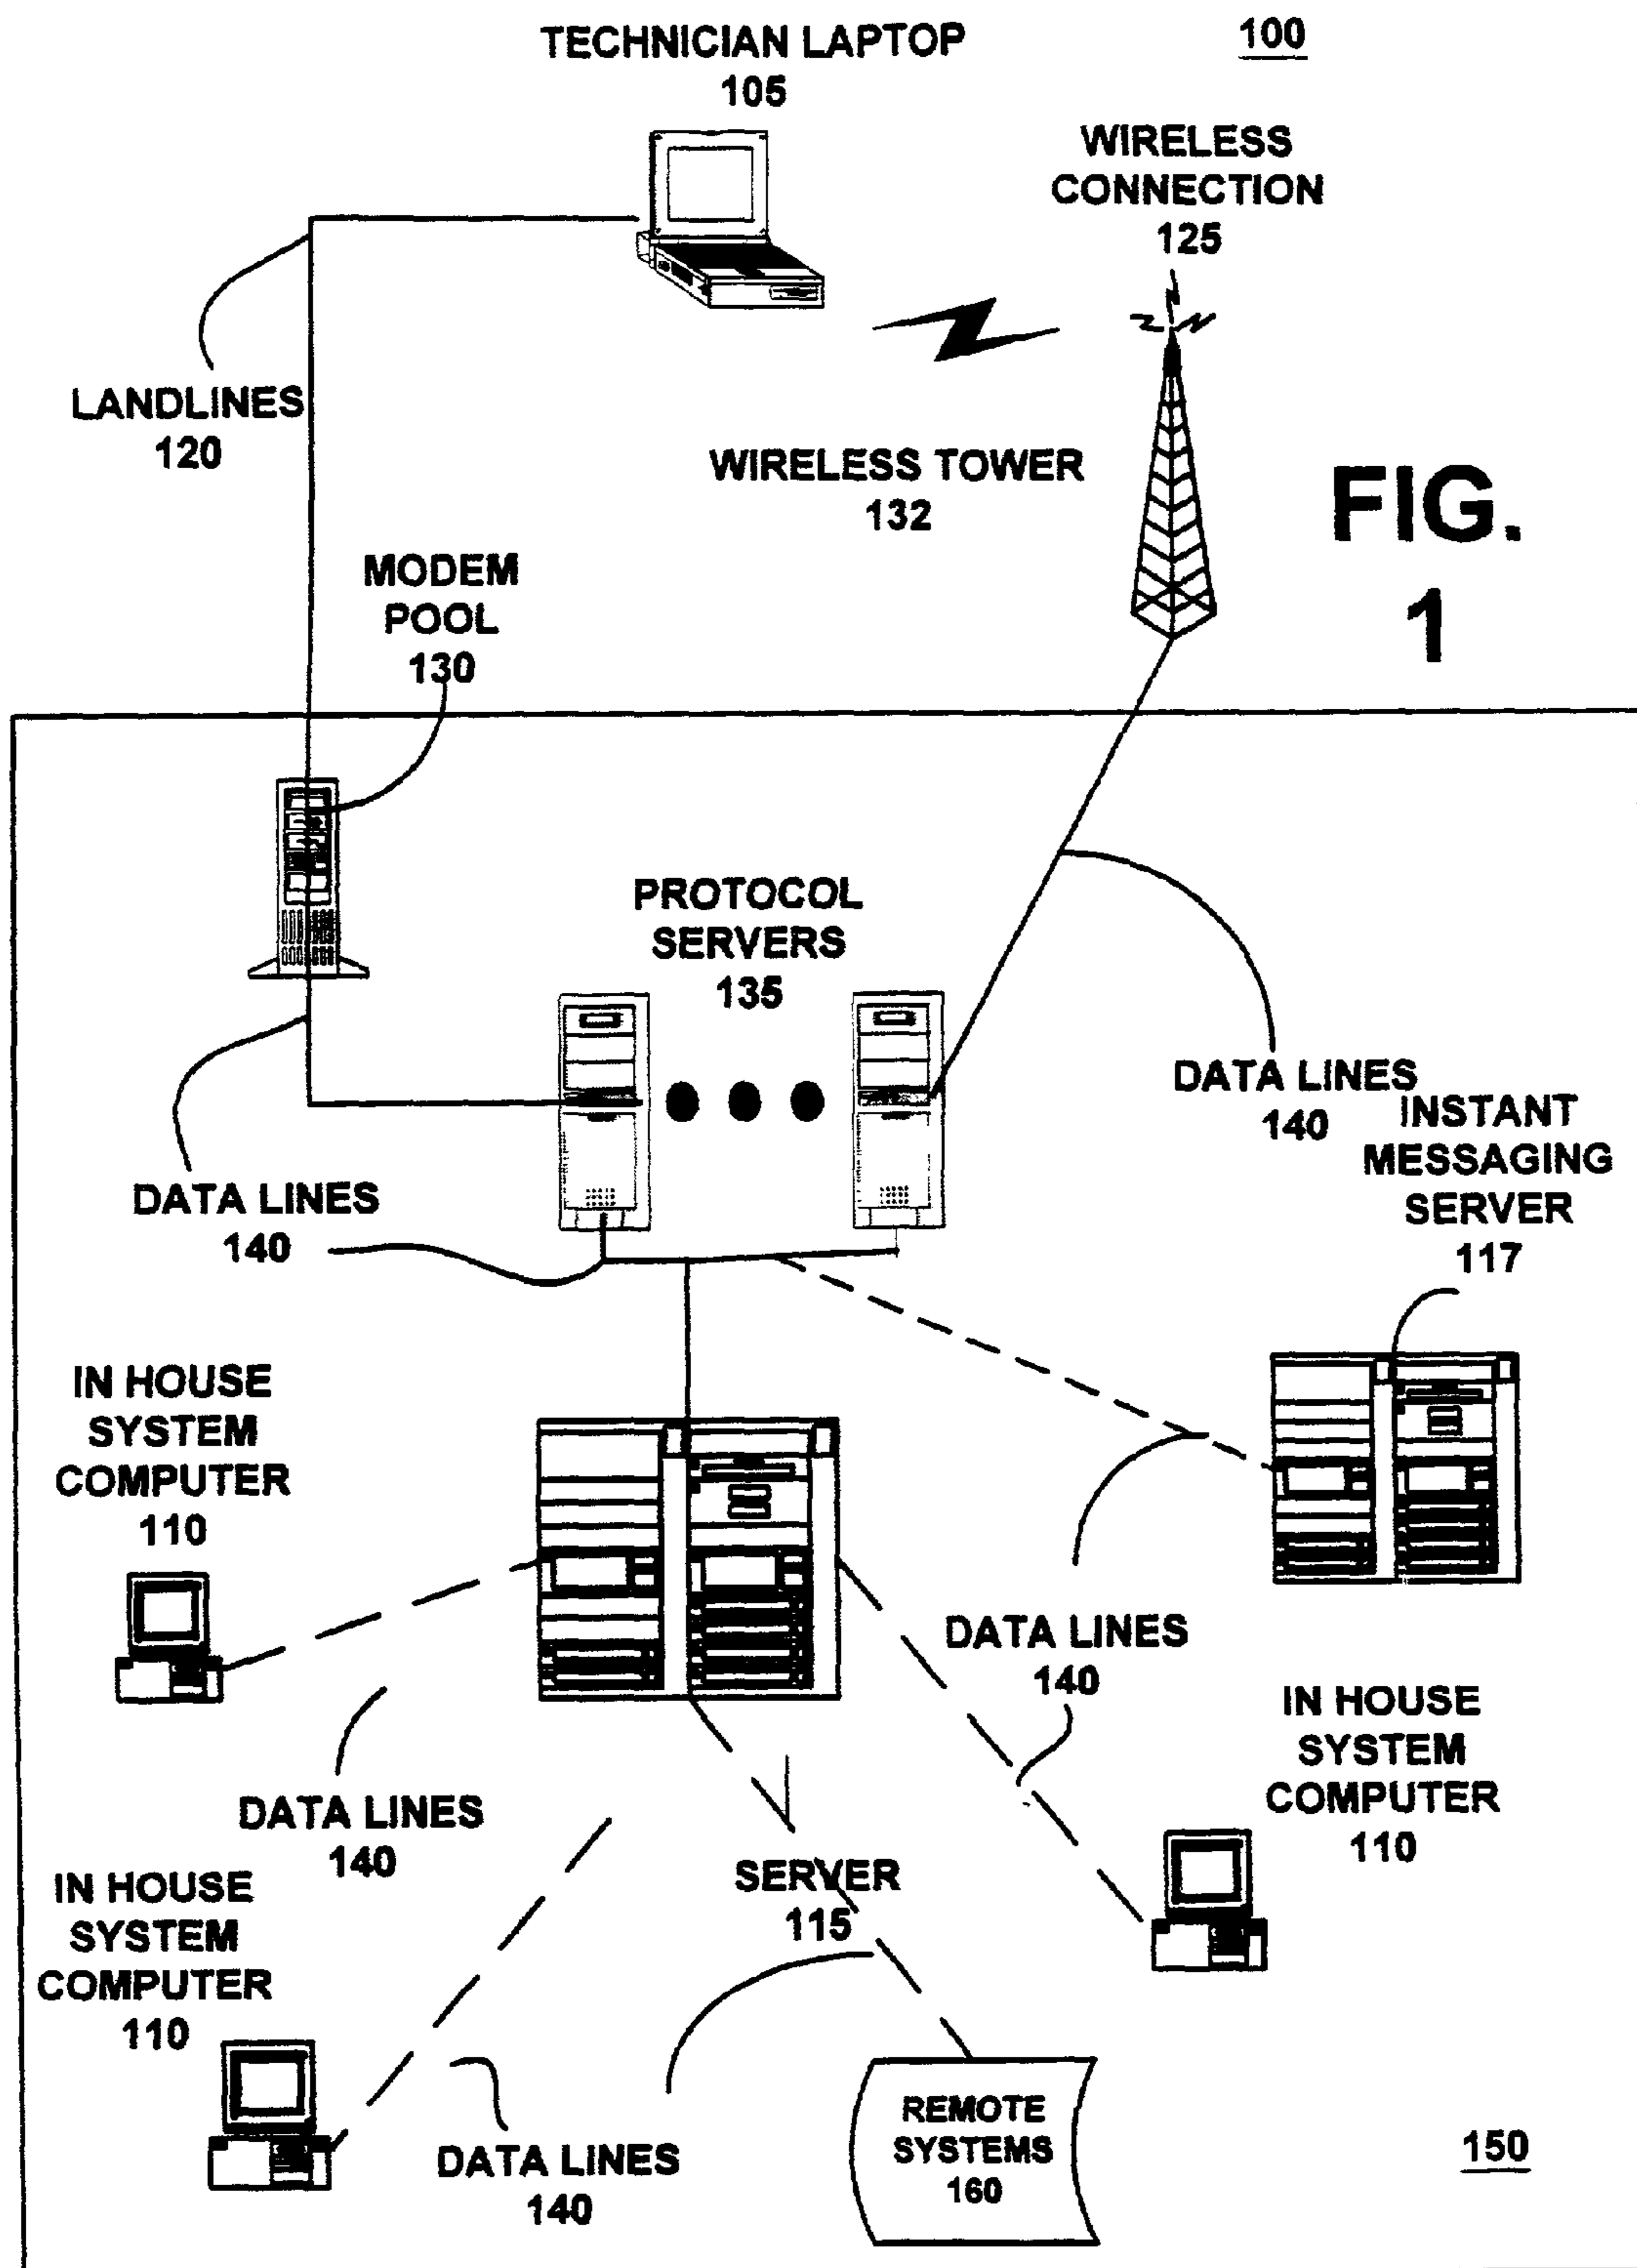 100
TECHNICIAN LAPTOP
105
WIRELESS
CONNECTION
125
LANDLINES
120
WIRELESS TOWER
132
FIG.
1
MODEM
POOL
130
PROTOCOL
SERVERS
135
DATA LINES
140
INSTANT
MESSAGING
SERVER
117
DATA LINES
140
IN HOUSE
SYSTEM
COMPUTER
110
DATA LINES
140
IN HOUSE
SYSTEM
COMPUTER
110
DATA LINES
140
SERVER
115
IN HOUSE
SYSTEM
COMPUTER
110
DATA LINES
140
REMOTE
SYSTEMS
160
150